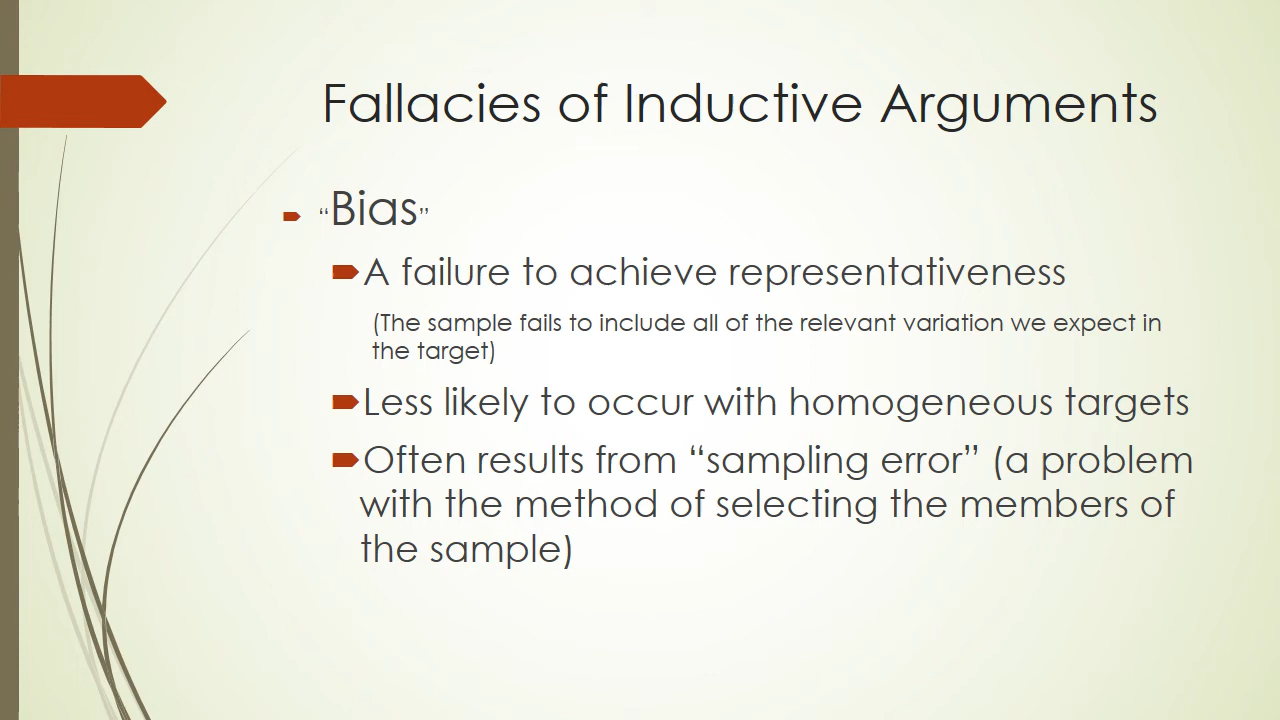 Fallacies of Inductive Arguments
“Bias”
A failure to achieve representativeness
(The sample fails to include all of the relevant variation we expect in
the target)
Less likely to occur with homogeneous targets
Often results from “sampling error” (a problem
with the method of selecting the members of
the sample)